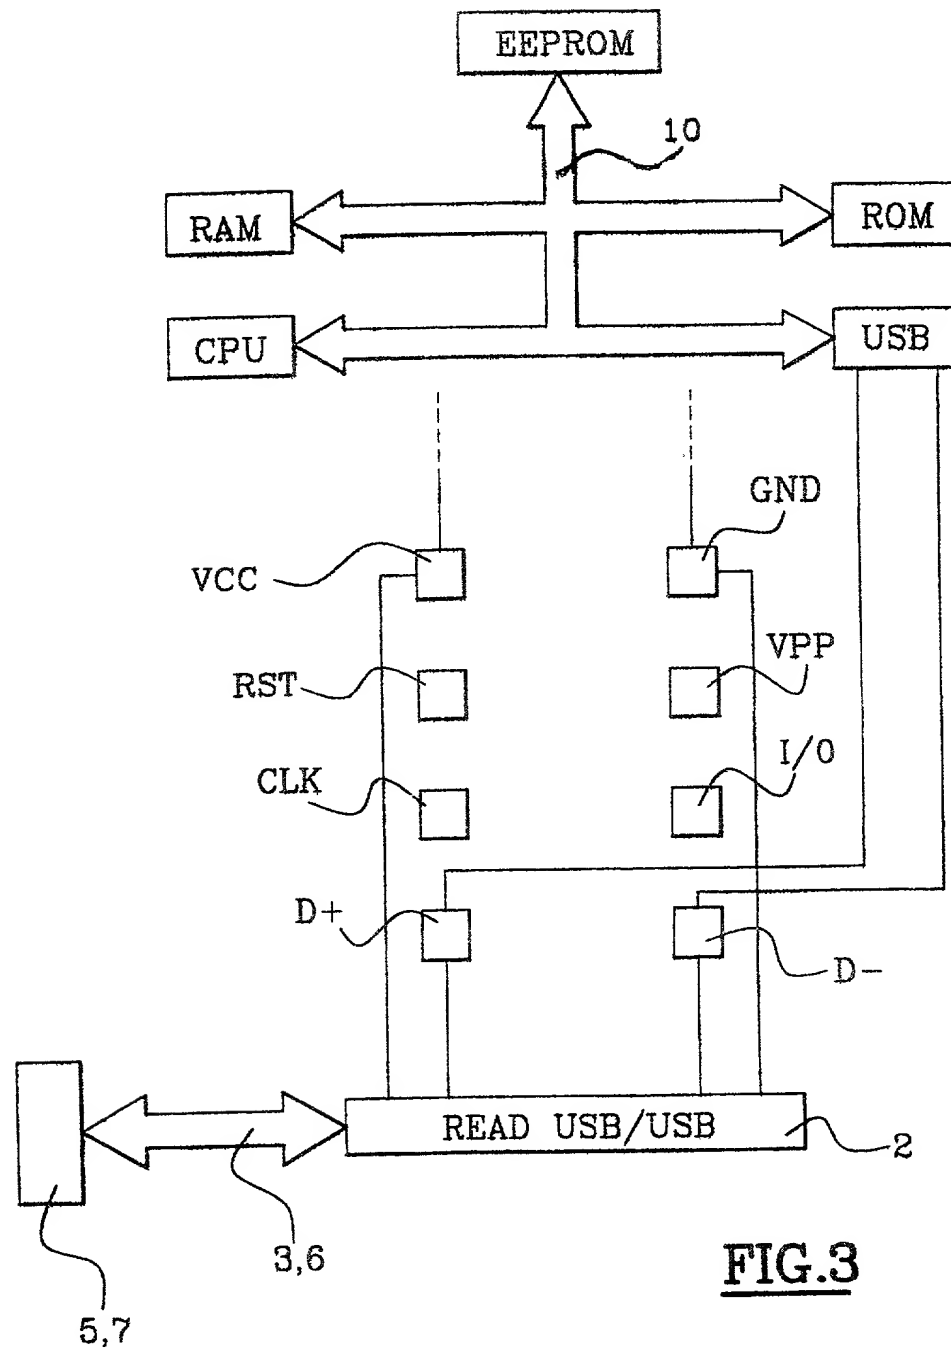 EEPROM
10
RAM
ROM
CPU
USB
GND
VCC
VPP
RST
I/O
CLK
D+
D-
READ USB/USB
2
3,6
FIG.3
5,7